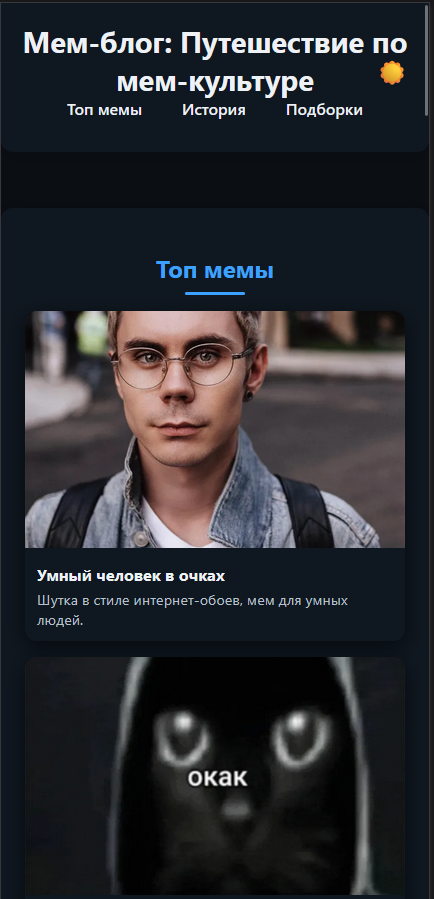 Мем-блог: Путешествие по
мем-культуре
Топ мемы История Подборки
Топ мемы
Умный человек в очках
Шутка в стиле интернет-обоев, мем для умных
людей.
окак